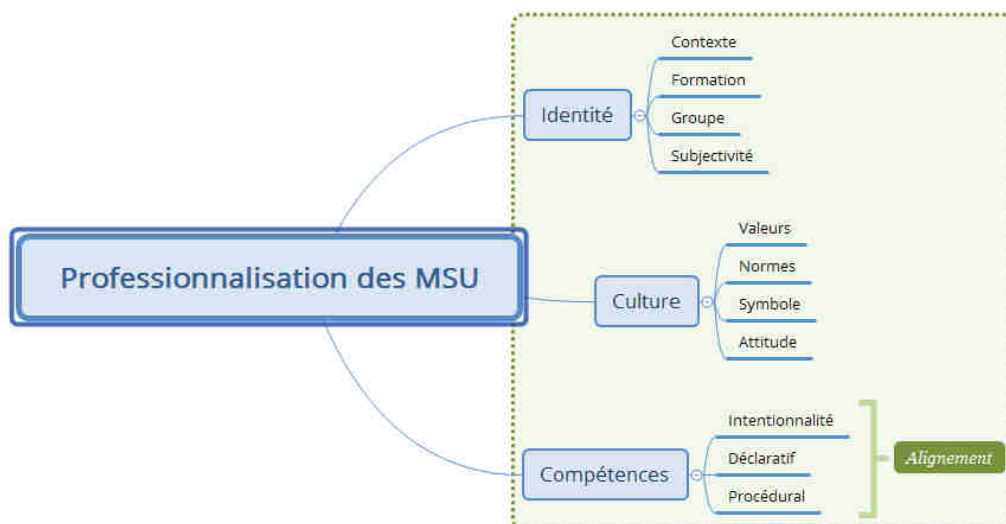 Professionnalisation des MSU
Identité
Contexte
Formation
Groupe
Subjectivité
Culture
Valeurs
Normes
Symbole
Attitude
Compétences
Intentionnalité
Déclaratif
Procédural
Alignement